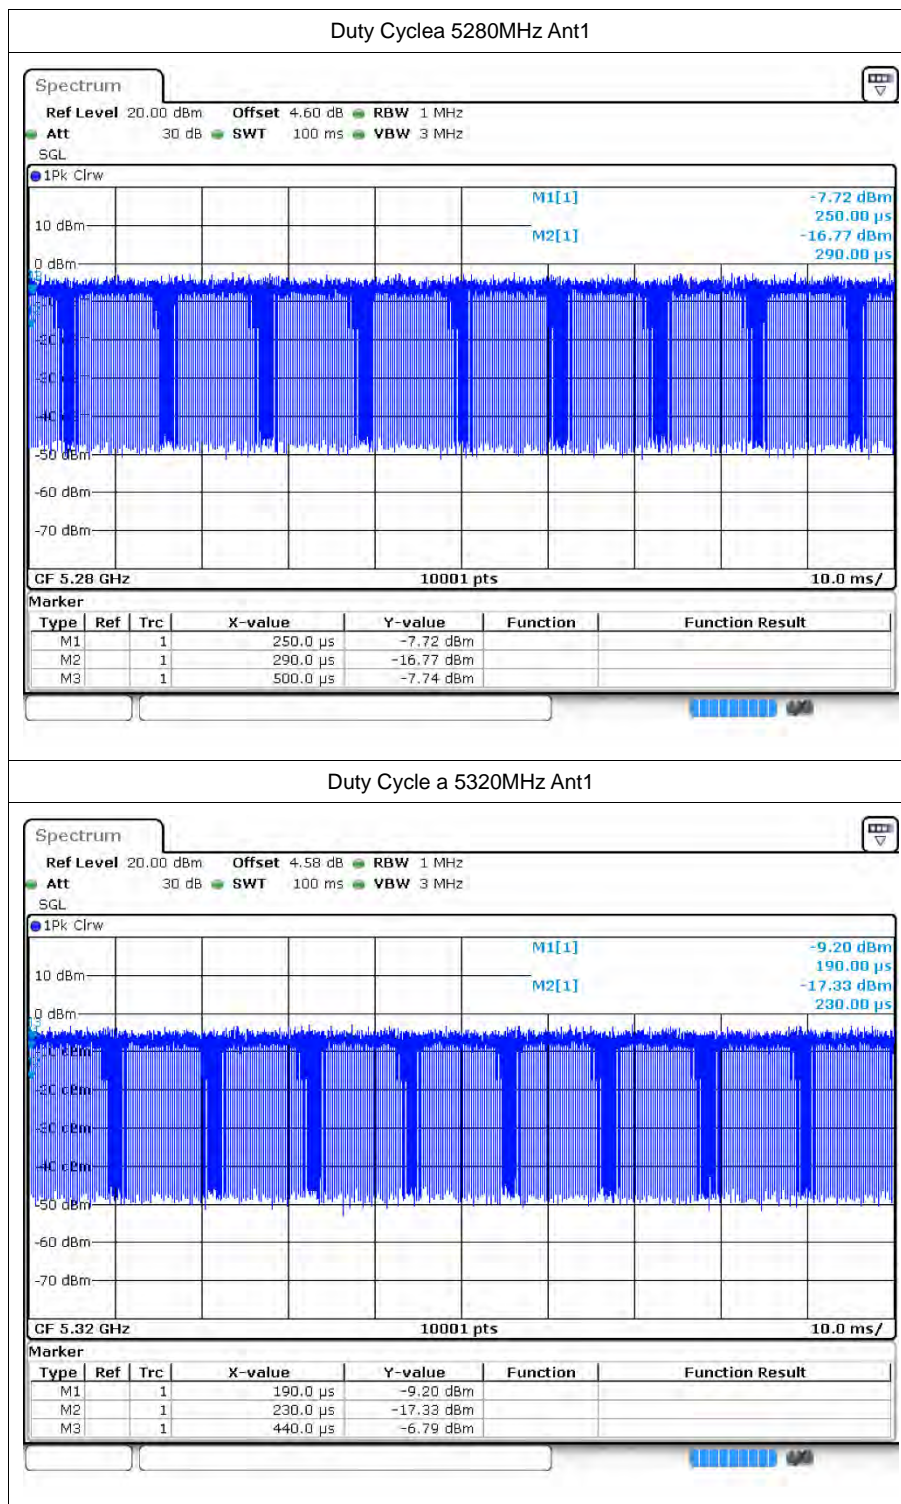 Duty Cyclea 5280MHz Ant1
Spectrum
Ref Level 20.00 dBm Offset 4.60 dB RBW 1 MHz
Att 30 dB SWT 100 ms VBW 3 MHz
SGL
1Pk Clrw
M1[1] -7.72 dBm
250.00 µs
10 dBm
M2[1] -16.77 dBm
290.00 µs
0 dBm
-50 dBm
-60 dBm
-70 dBm
CF 5.28 GHz 10001 pts 10.0 ms/
Marker
Type Ref Trc X-value Y-value Function Function Result
M1 1 250.0 µs -7.72 dBm
M2 1 290.0 µs -16.77 dBm
M3 1 500.0 µs -7.74 dBm
Duty Cycle a 5320MHz Ant1
Spectrum
Ref Level 20.00 dBm Offset 4.58 dB RBW 1 MHz
Att 30 dB SWT 100 ms VBW 3 MHz
SGL
1Pk Clrw
M1[1] -9.20 dBm
190.00 µs
10 dBm
M2[1] -17.33 dBm
230.00 µs
0 dBm
-50 dBm
-60 dBm
-70 dBm
CF 5.32 GHz 10001 pts 10.0 ms/
Marker
Type Ref Trc X-value Y-value Function Function Result
M1 1 190.0 µs -9.20 dBm
M2 1 230.0 µs -17.33 dBm
M3 1 440.0 µs -6.79 dBm